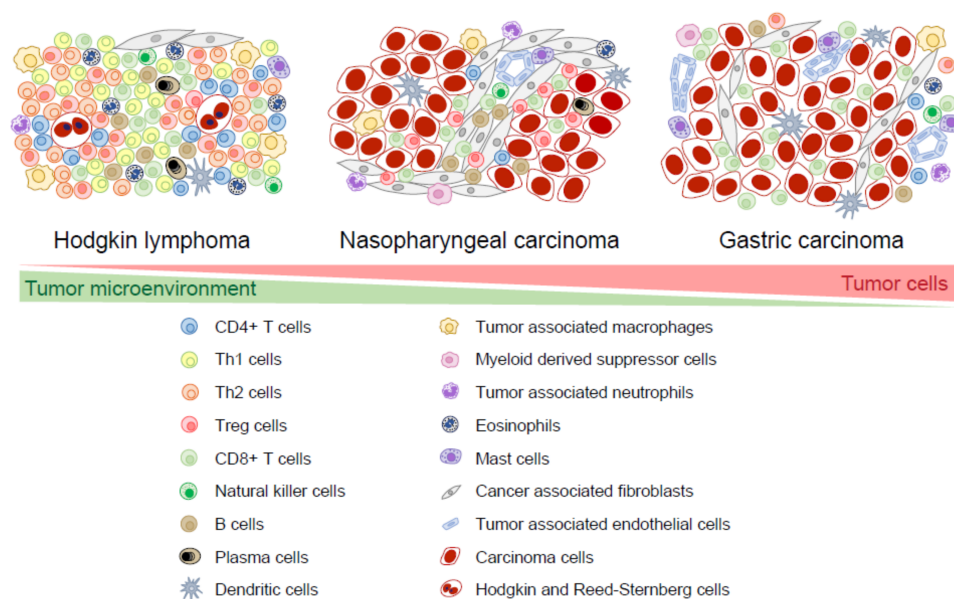 Hodgkin lymphoma
Nasopharyngeal carcinoma
Gastric carcinoma
Tumor microenvironment
Tumor cells
CD4+ T cells
Th1 cells
Th2 cells
Treg cells
CD8+ T cells
Natural killer cells
B cells
Plasma cells
Dendritic cells
Tumor associated macrophages
Myeloid derived suppressor cells
Tumor associated neutrophils
Eosinophils
Mast cells
Cancer associated fibroblasts
Tumor associated endothelial cells
Carcinoma cells
Hodgkin and Reed-Sternberg cells